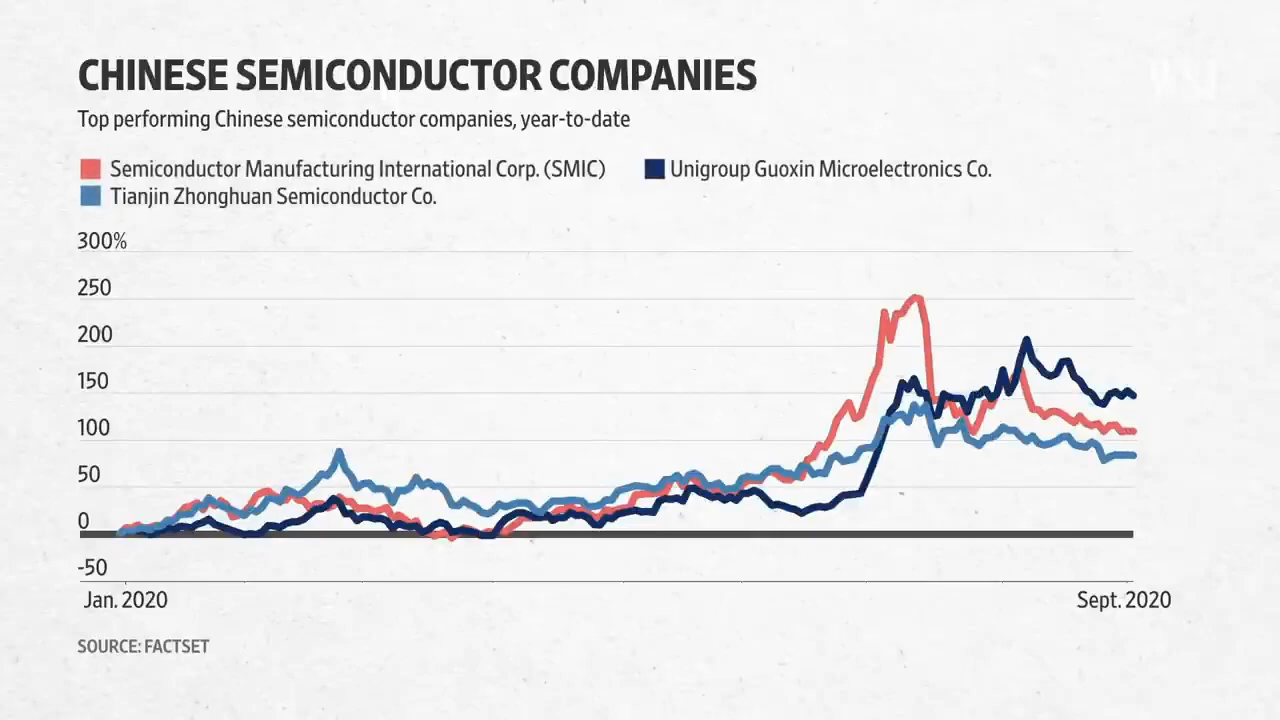 CHINESE SEMICONDUCTOR COMPANIES
Top performing Chinese semiconductor companies, year-to-date
Semiconductor Manufacturing International Corp. (SMIC)
Unigroup Guoxin Microelectronics Co.
Tianjin Zhonghuan Semiconductor Co.
300%
250
200
150
100
50
0
-50
Jan. 2020
Sept. 2020
SOURCE: FACTSET